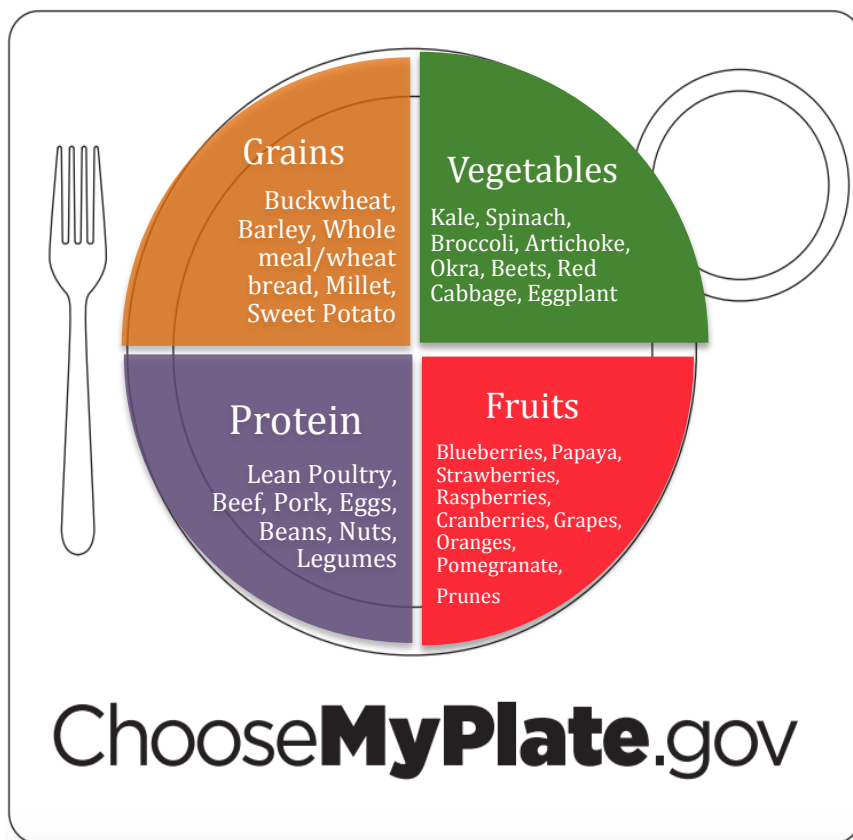 Grains
Buckwheat,
Barley, Whole
meal/wheat
bread, Millet,
Sweet Potato
Vegetables
Kale, Spinach,
Broccoli, Artichoke,
Okra, Beets, Red
Cabbage, Eggplant
Protein
Lean Poultry,
Beef, Pork, Eggs,
Beans, Nuts,
Legumes
Fruits
Blueberries, Papaya,
Strawberries,
Raspberries,
Cranberries, Grapes,
Oranges,
Pomegranate,
Prunes
ChooseMyPlate.gov